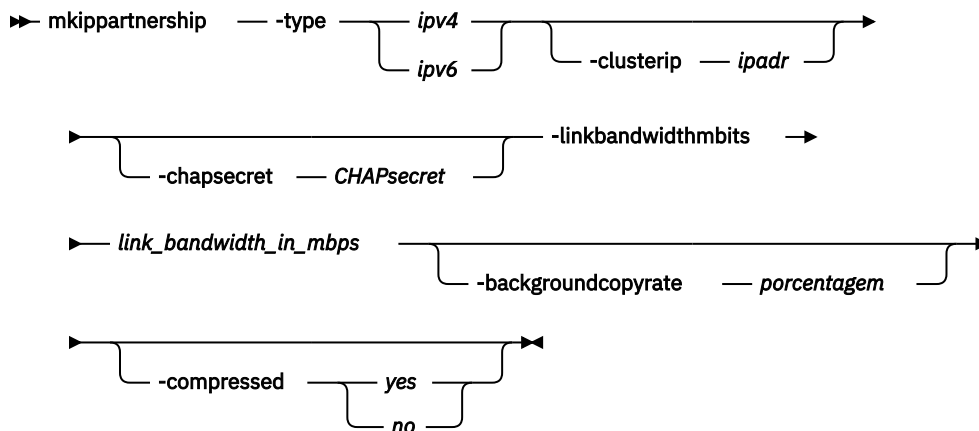 mkippartnership -type ipv4
ipv6
-clusterip ipadr
-chapsecret CHAPsecret
-linkbandwidthmbits
link_bandwidth_in_mbps
-backgroundcopyrate porcentagem
-compressed yes
no